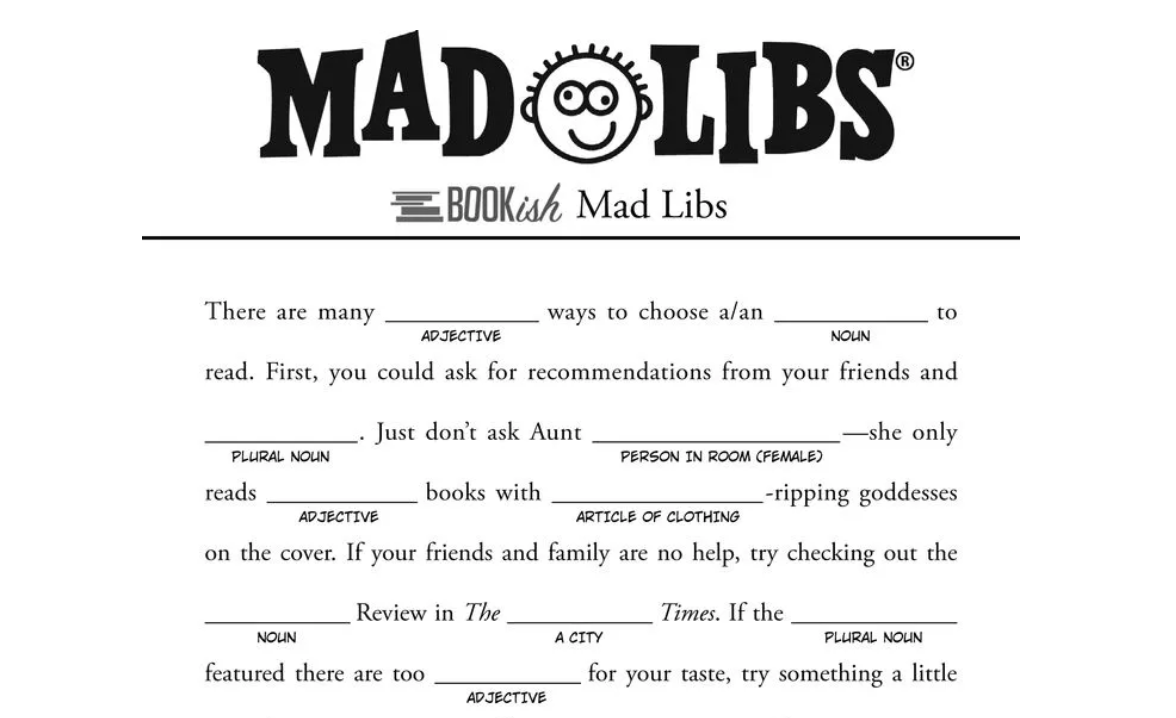 MAD LIBS®
BOOKish Mad Libs
There are many ____________ ways to choose a/an ____________ to
ADJECTIVE NOUN
read. First, you could ask for recommendations from your friends and
____________. Just don't ask Aunt ____________________—she only
PLURAL NOUN PERSON IN ROOM (FEMALE)
reads ____________ books with _________________-ripping goddesses
ADJECTIVE ARTICLE OF CLOTHING
on the cover. If your friends and family are no help, try checking out the
____________ Review in The ____________ Times. If the _____________
NOUN A CITY PLURAL NOUN
featured there are too ____________ for your taste, try something a little
ADJECTIVE